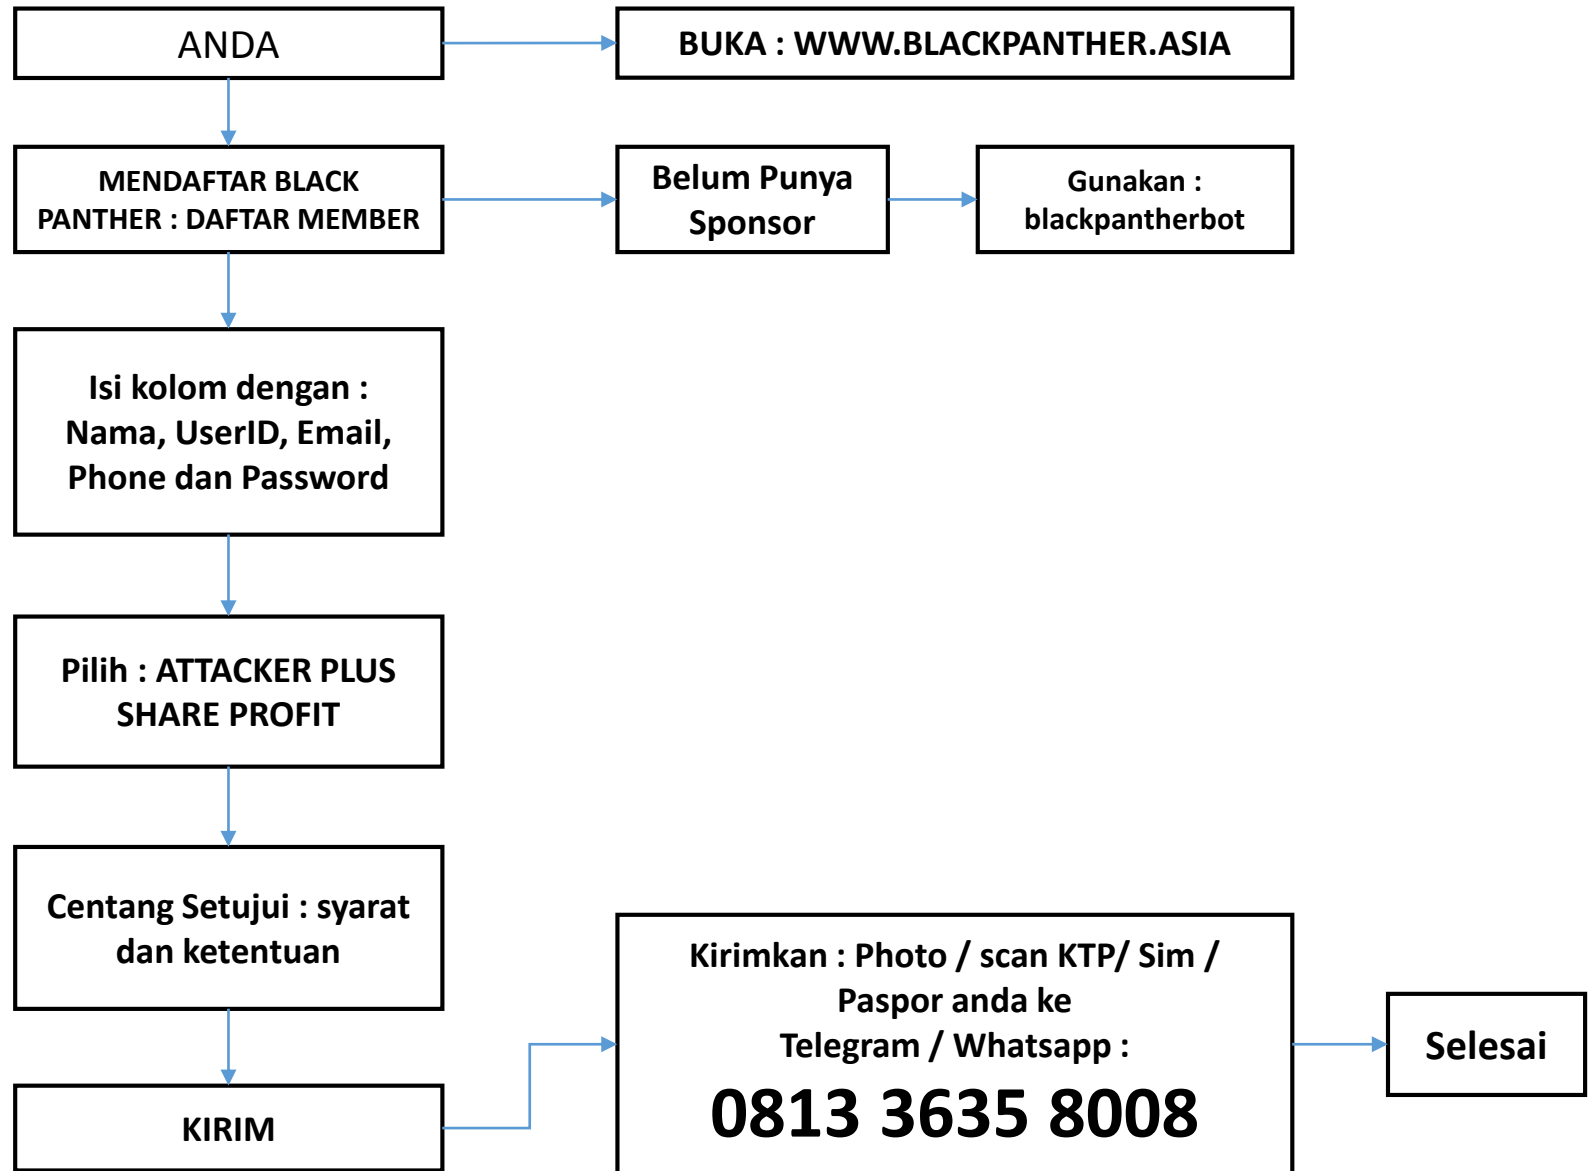 ANDA
BUKA : WWW.BLACKPANTHER.ASIA
MENDAFTAR BLACK
PANTHER : DAFTAR MEMBER
Belum Punya
Sponsor
Gunakan :
blackpantherbot
Isi kolom dengan :
Nama, UserID, Email,
Phone dan Password
Pilih : ATTACKER PLUS
SHARE PROFIT
Centang Setujui : syarat
dan ketentuan
KIRIM
Kirimkan : Photo / scan KTP/ Sim /
Paspor anda ke
Telegram / Whatsapp :
0813 3635 8008
Selesai